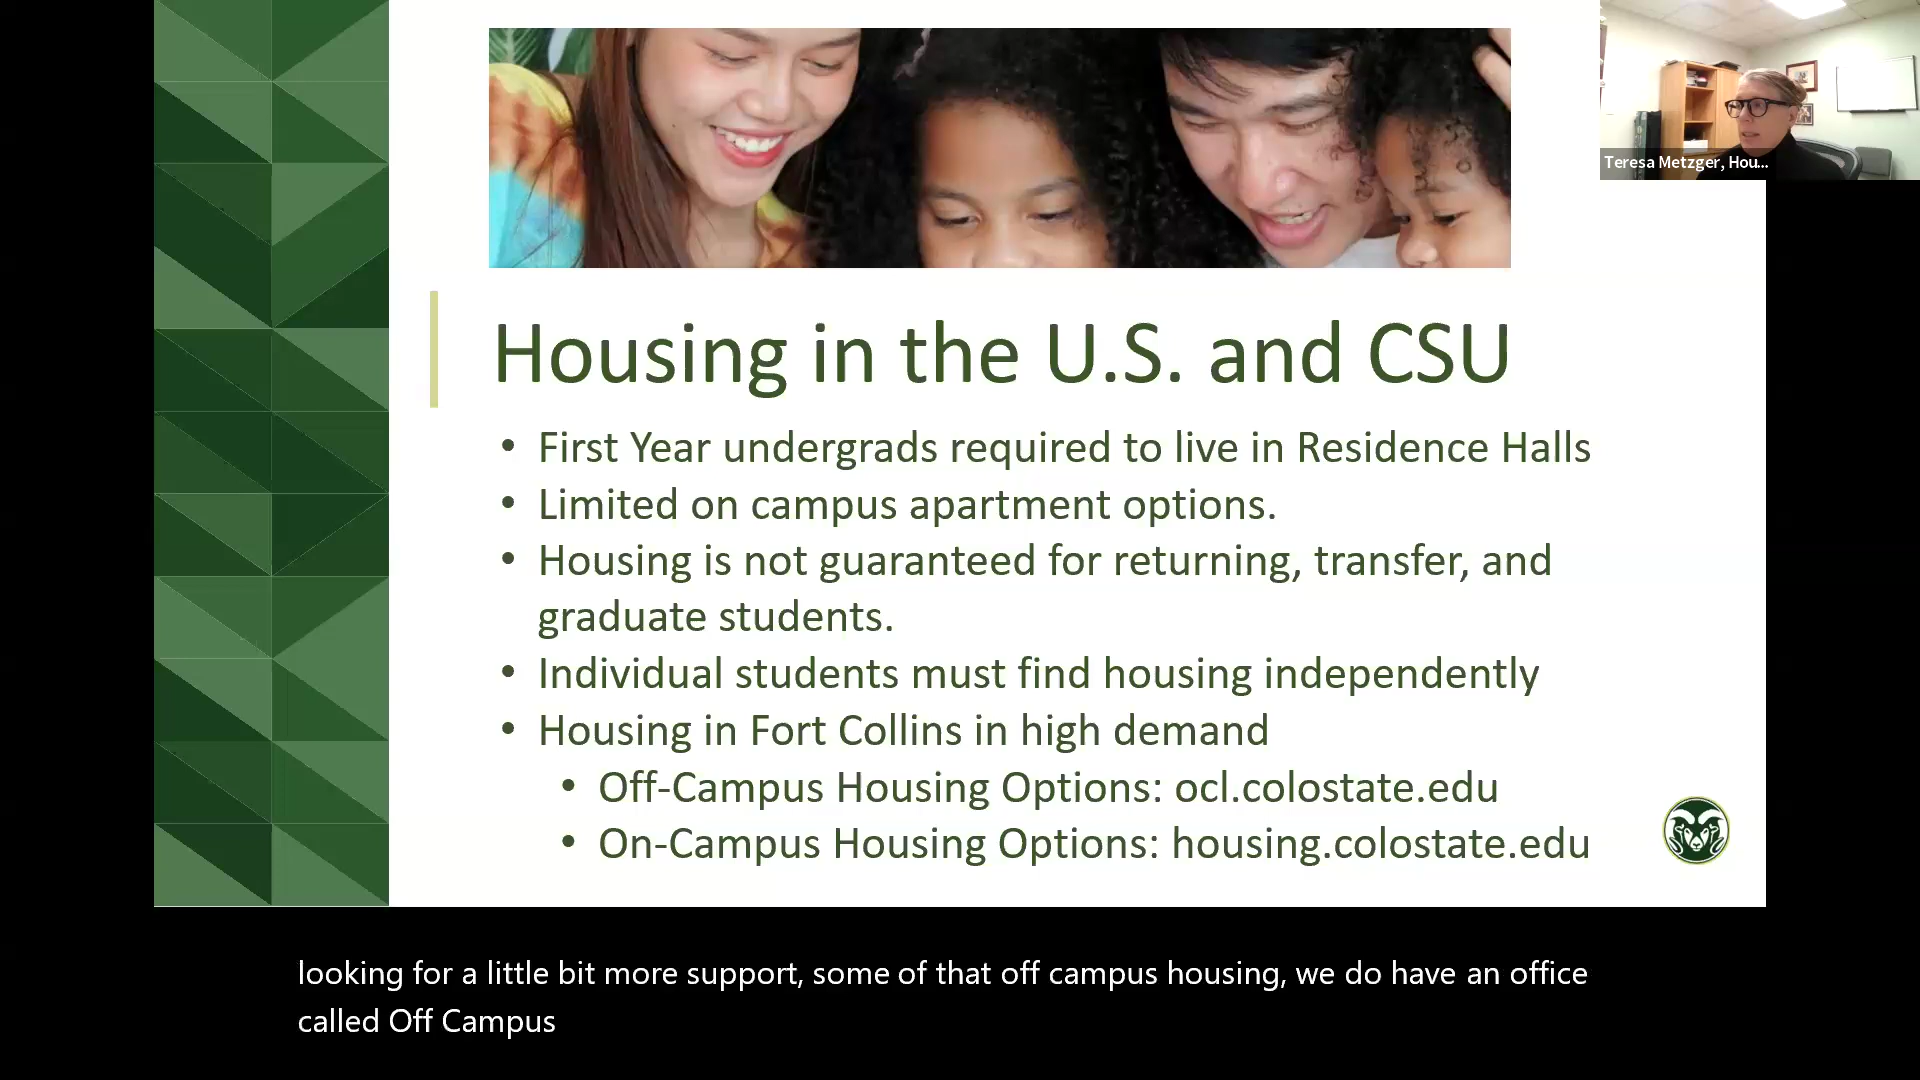 Teresa Metzger, Hou...
Housing in the U.S. and CSU
• First Year undergrads required to live in Residence Halls
• Limited on campus apartment options.
• Housing is not guaranteed for returning, transfer, and
graduate students.
• Individual students must find housing independently
• Housing in Fort Collins in high demand
• Off-Campus Housing Options: ocl.colostate.edu
• On-Campus Housing Options: housing.colostate.edu
looking for a little bit more support, some of that off campus housing, we do have an office
called Off Campus